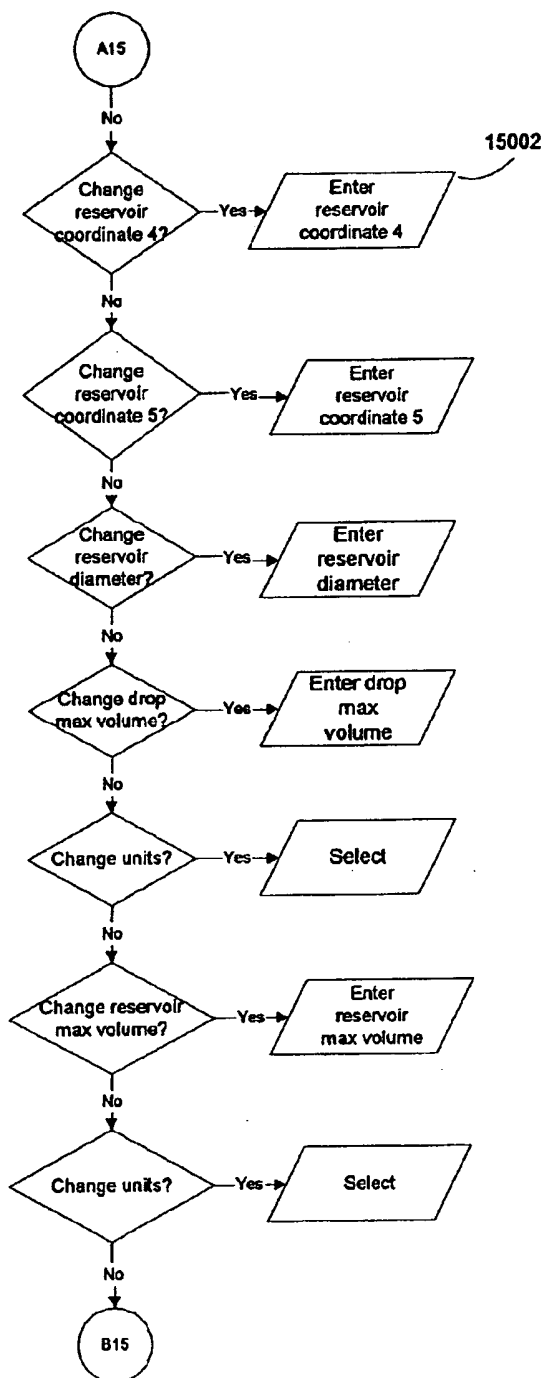 A15
No
15002
Change
reservoir
coordinate 4?
Yes
Enter
reservoir
coordinate 4
No
Change
reservoir
coordinate 5?
Yes
Enter
reservoir
coordinate 5
No
Change
reservoir
diameter?
Yes
Enter
reservoir
diameter
No
Change drop
max volume?
Yes
Enter drop
max
volume
No
Change units?
Yes
Select
No
Change reservoir
max volume?
Yes
Enter
reservoir
max volume
No
Change units?
Yes
Select
No
B15